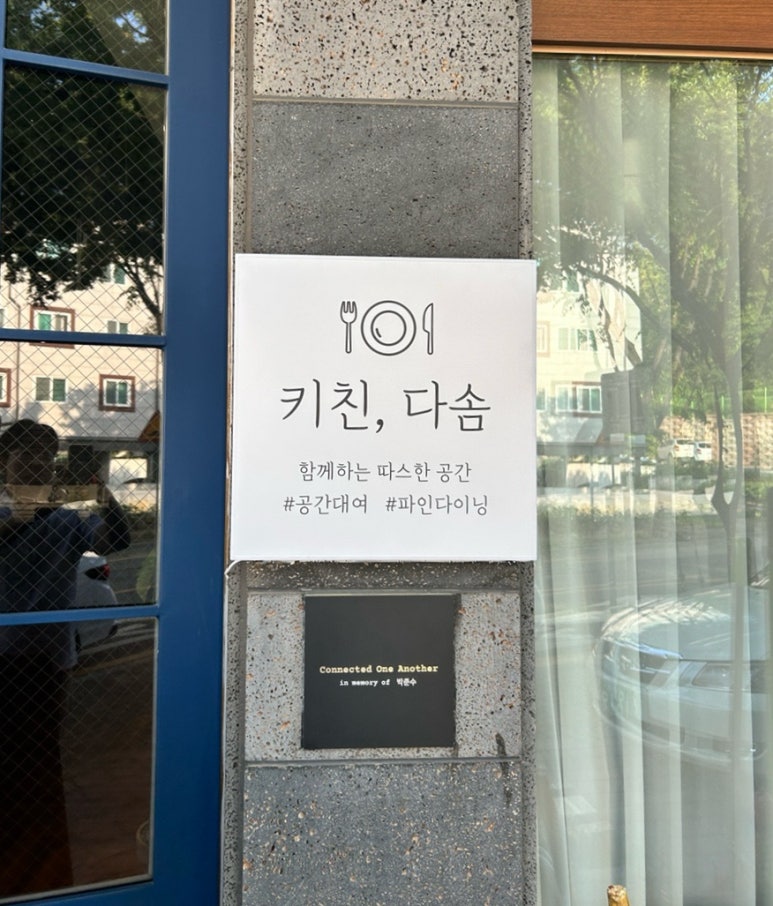 키친, 다솜
함께하는 따스한 공간
#공간대여 #파인다이닝
Connected One Another
in memory of 박준수